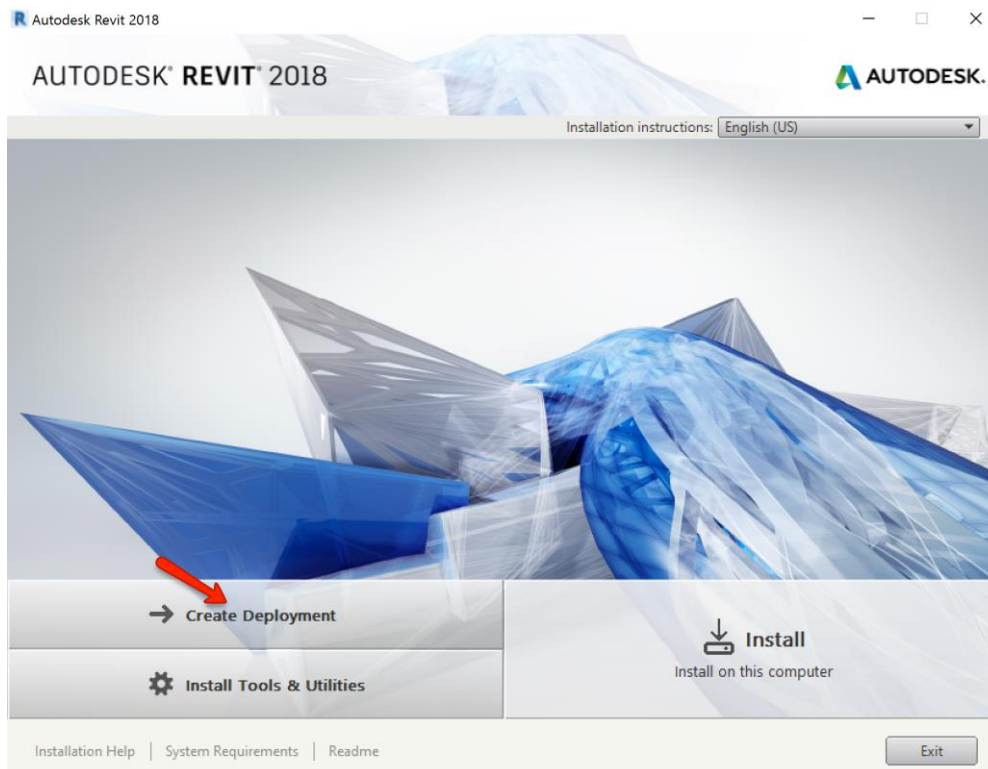 Autodesk Revit 2018
AUTODESK® REVIT® 2018
AUTODESK.
Installation instructions: English (US)
Create Deployment
Install
Install on this computer
Install Tools & Utilities
Installation Help | System Requirements | Readme
Exit